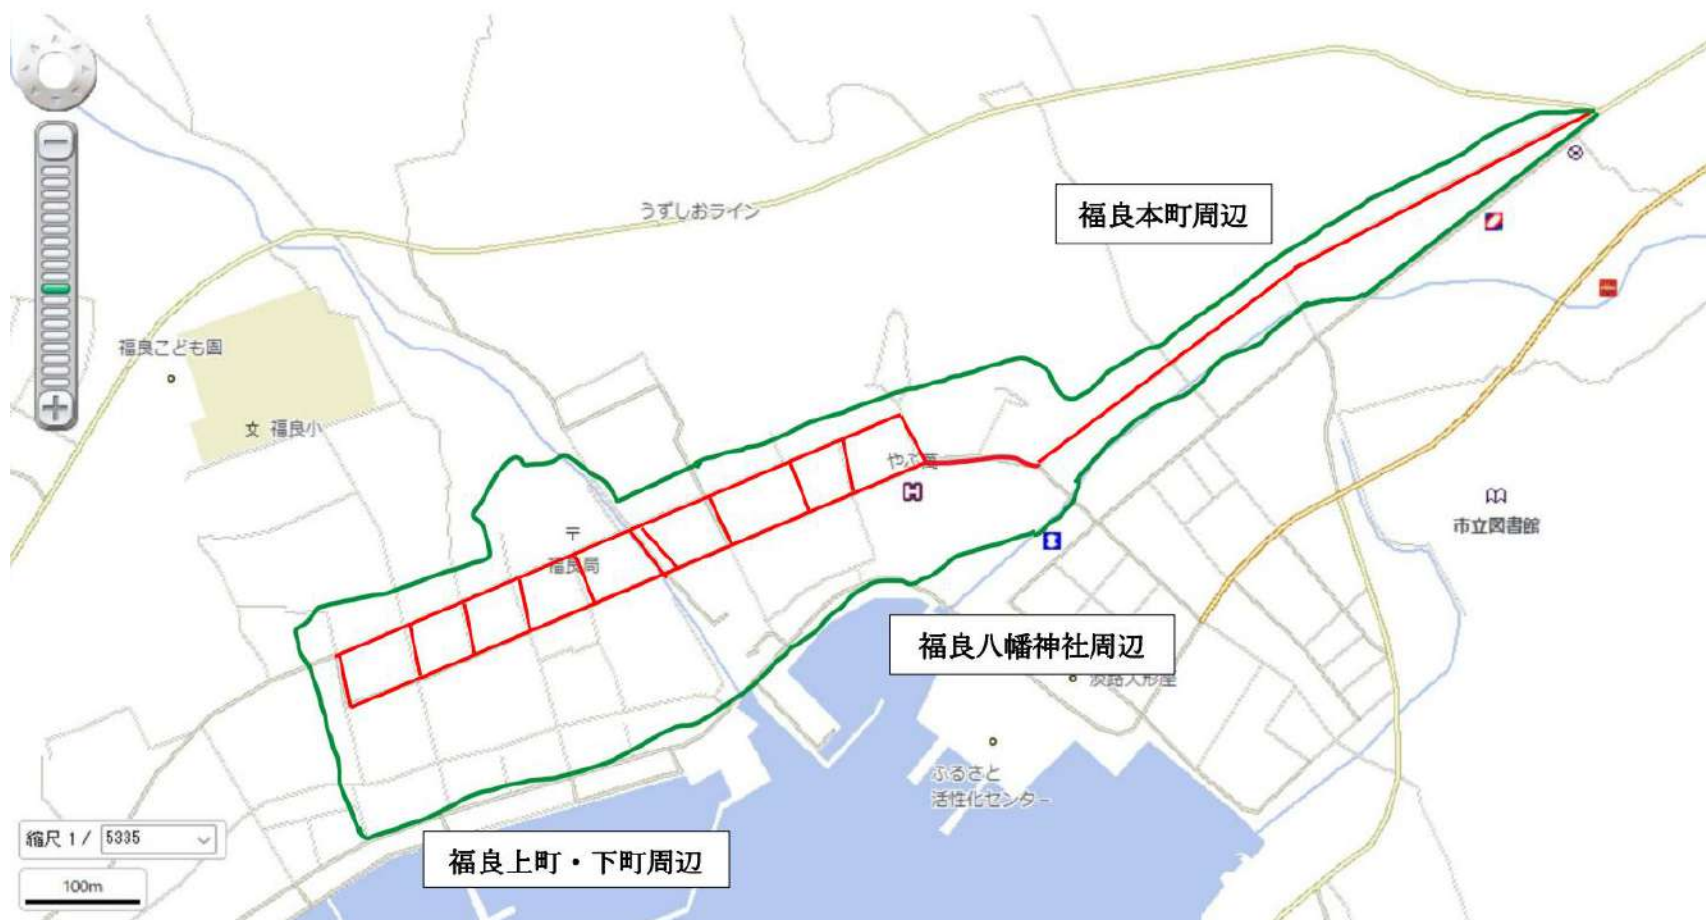 福良本町周辺
うずしおライン
福良こども園
文 福良小
市立図書館
〒
福良局
福良八幡神社周辺
淡路人形座
ふるさと
活性化センター
縮尺 1 / 5335
福良上町・下町周辺
100m